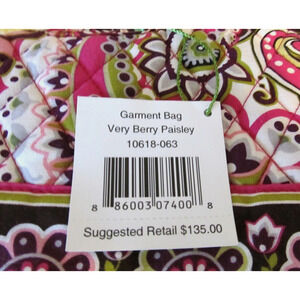 Garment Bag
Very Berry Paisley
10618-063
8 86003 07400 8
Suggested Retail $135.00